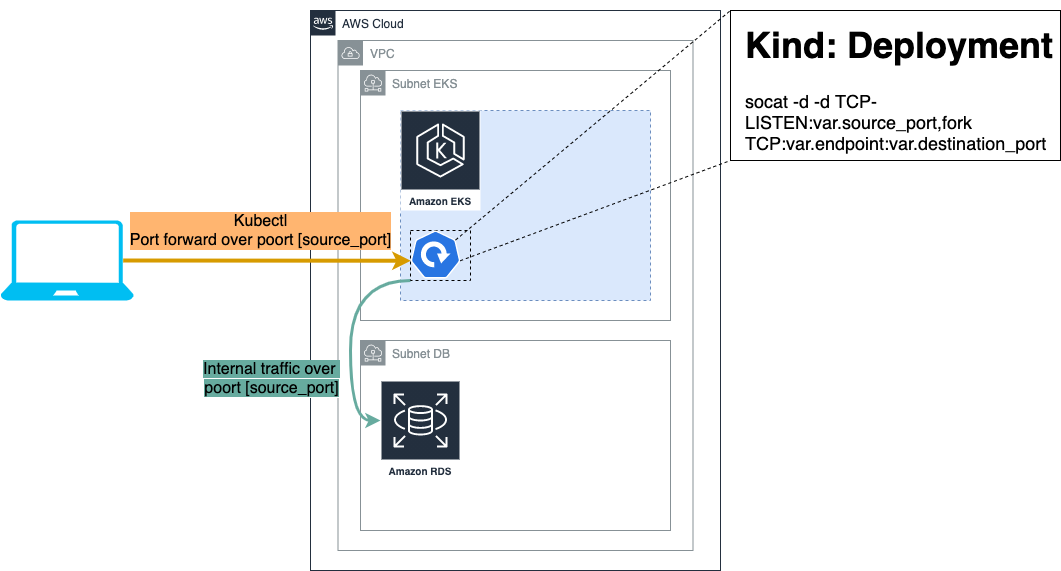 aws
AWS Cloud
VPC
Subnet EKS
K
Amazon EKS
Kind: Deployment
socat -d -d TCP-
LISTEN:var.source_port,fork
TCP:var.endpoint:var.destination_port
Kubectl
Port forward over poort [source_port]
Internal traffic over
poort [source_port]
Subnet DB
Amazon RDS